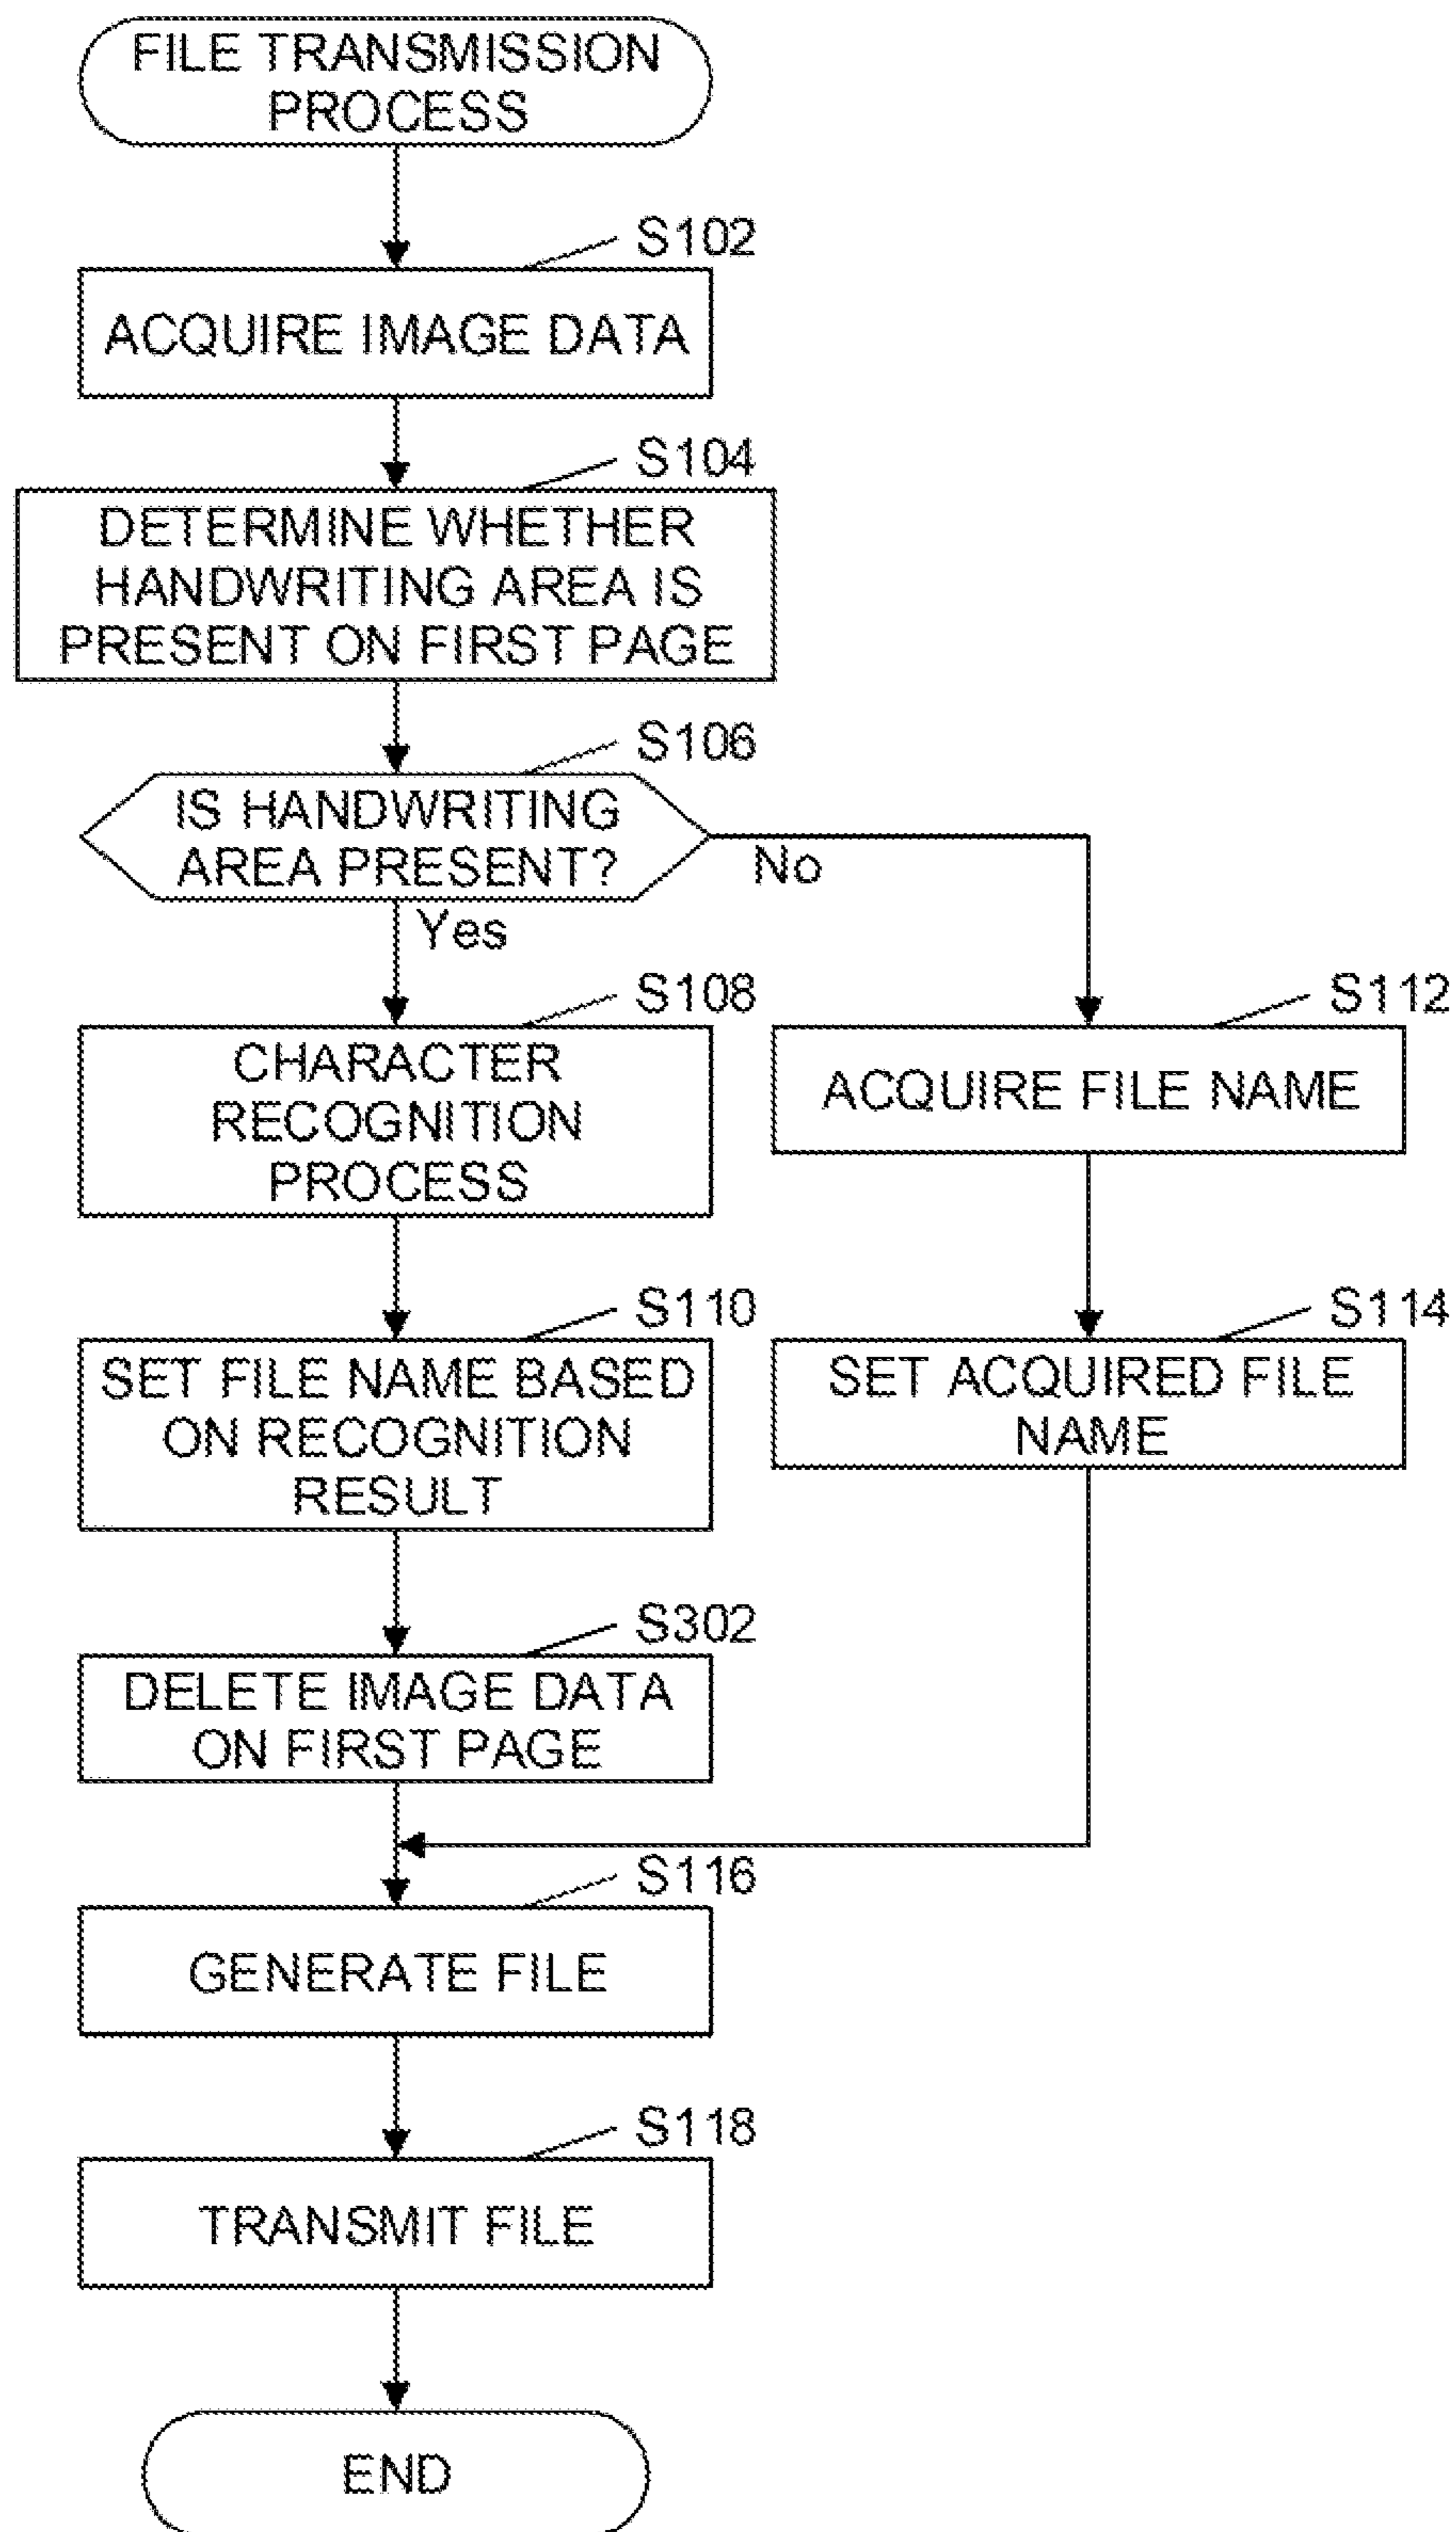 FILE TRANSMISSION
PROCESS
S102
ACQUIRE IMAGE DATA
S104
DETERMINE WHETHER
HANDWRITING AREA IS
PRESENT ON FIRST PAGE
S106
IS HANDWRITING
AREA PRESENT?
No
Yes
S108
CHARACTER
RECOGNITION
PROCESS
S112
ACQUIRE FILE NAME
S110
SET FILE NAME BASED
ON RECOGNITION
RESULT
S114
SET ACQUIRED FILE
NAME
S302
DELETE IMAGE DATA
ON FIRST PAGE
S116
GENERATE FILE
S118
TRANSMIT FILE
END